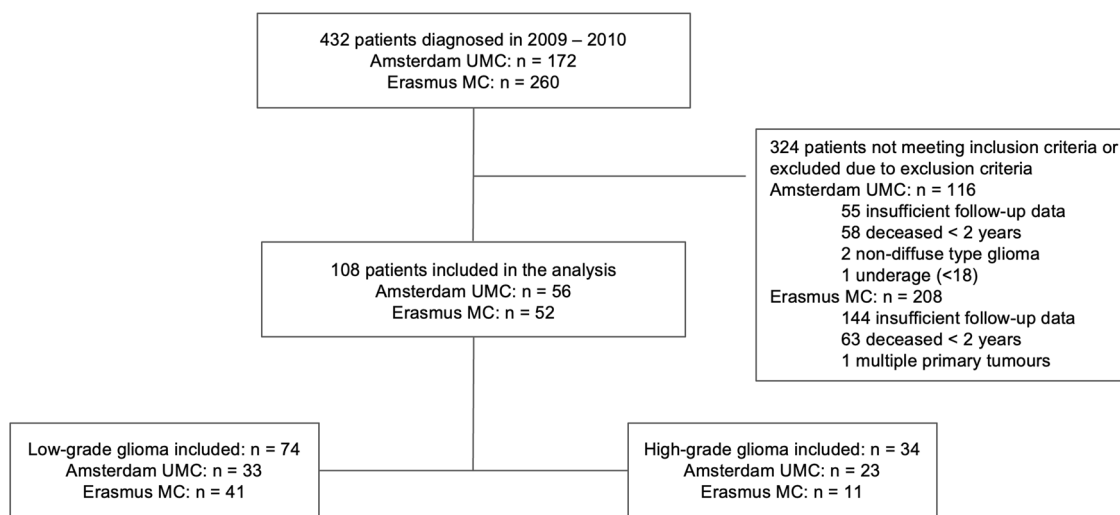 432 patients diagnosed in 2009 – 2010
Amsterdam UMC: n = 172
Erasmus MC: n = 260
324 patients not meeting inclusion criteria or
excluded due to exclusion criteria
Amsterdam UMC: n = 116
55 insufficient follow-up data
58 deceased < 2 years
2 non-diffuse type glioma
1 underage (<18)
Erasmus MC: n = 208
144 insufficient follow-up data
63 deceased < 2 years
1 multiple primary tumours
108 patients included in the analysis
Amsterdam UMC: n = 56
Erasmus MC: n = 52
Low-grade glioma included: n = 74
Amsterdam UMC: n = 33
Erasmus MC: n = 41
High-grade glioma included: n = 34
Amsterdam UMC: n = 23
Erasmus MC: n = 11